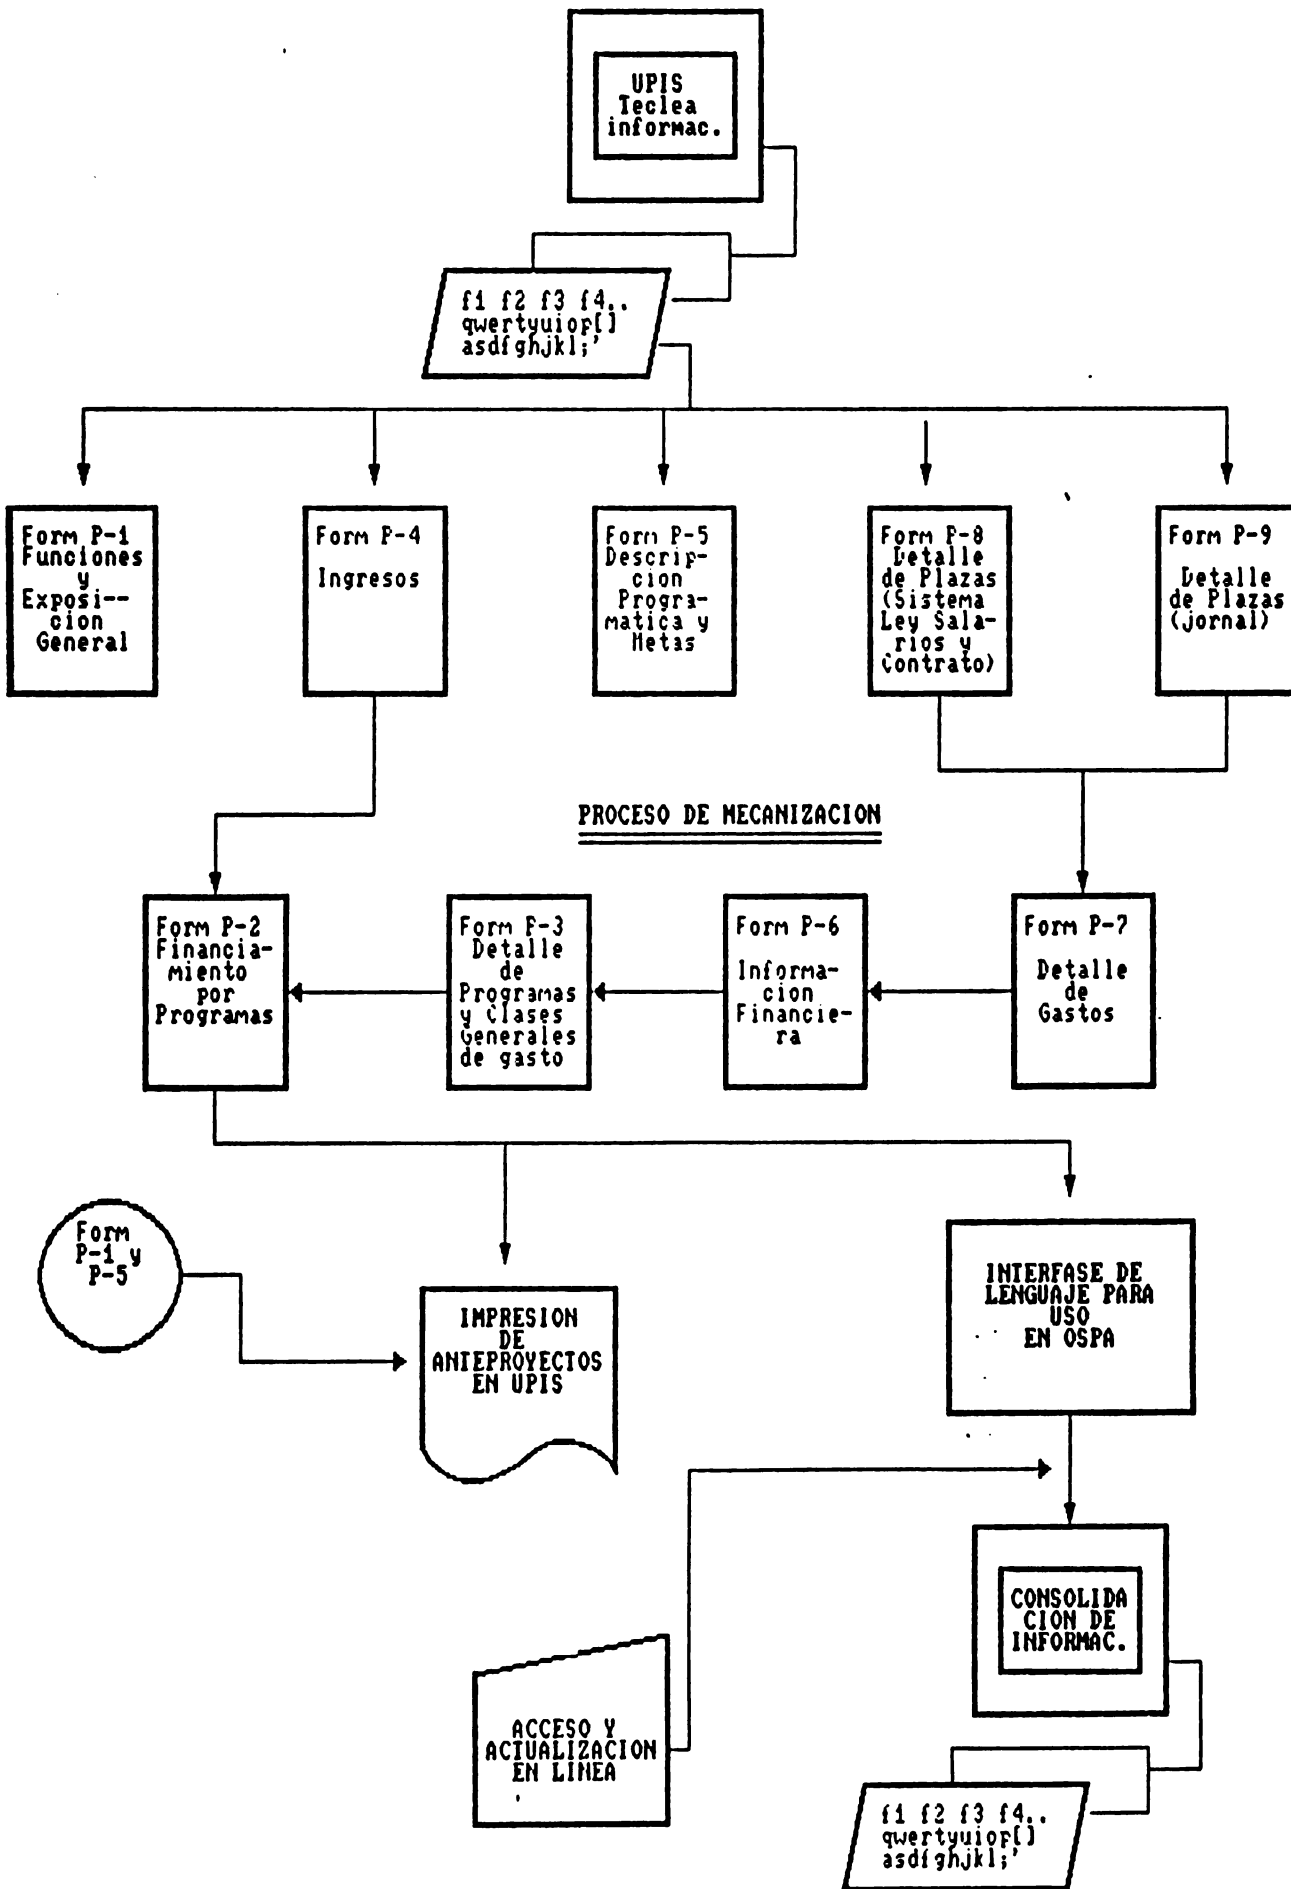 UPIS
Teclea
informac.
f1 f2 f3 f4..
qwertyuiop[]
asdfghjkl;'
Form P-1
Funciones
y
Exposi--
cion
General
Form P-4
Ingresos
Form P-5
Descrip-
cion
Progra-
matica y
Metas
Form P-8
Detalle
de Plazas
(Sistema
Ley Sala-
rios y
Contrato)
Form P-9
Detalle
de Plazas
(jornal)
PROCESO DE MECANIZACION
Form P-2
Financia-
miento
por
Programas
Form P-3
Detalle
de
Programas
y Clases
Generales
de gasto
Form P-6
Informa-
cion
Financie-
ra
Form P-7
Detalle
de
Gastos
Form
P-1 y
P-5
IMPRESION
DE
ANTEPROYECTOS
EN UPIS
INTERFASE DE
LENGUAJE PARA
USO
EN OSPA
CONSOLIDA
CION DE
INFORMAC.
ACCESO Y
ACTUALIZACION
EN LINEA
f1 f2 f3 f4..
qwertyuiop[]
asdfghjkl;'